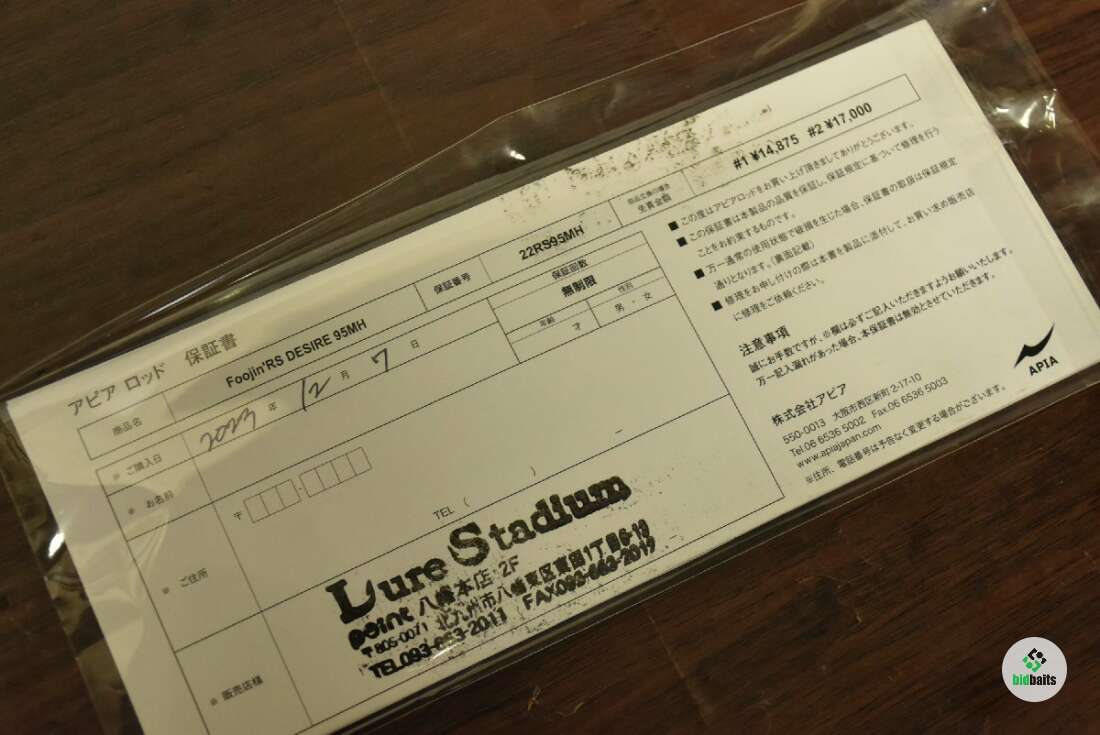 アピア ロッド 保証書
商品名 Foojin'RS DESIRE 95MH 保証番号 22RS95MH 免責金額 #1 ¥14,875 #2 ¥17,000
※ ご購入日 2023 年 12 月 7 日 保証回数 無制限
※ お名前 年齢 才 性別 男・女
※ ご住所 〒 - TEL ( ) -
※ 販売店様
Lure Stadium
point 八幡本店 2F
〒805-0071 北九州市八幡東区東田1丁目6-10
TEL093-663-2011 FAX093-663-2017
■ この度はアピアロッドをお買い上げ頂きましてありがとうございます。
■ この保証書は本製品の品質を保証し、保証規定に基づいて修理を行う
ことをお約束するものです。
■ 万一通常の使用状態で破損を生じた場合、保証書の取扱は保証規定
通りとなります。(裏面記載)
■ 修理をお申し付けの際は本書を製品に添付して、お買い求め販売店
に修理をご依頼ください。
注意事項
誠にお手数ですが、※欄は必ずご記入いただきますようお願いいたします。
万一記入漏れがあった場合、本保証書は無効とさせていただきます。
株式会社アピア
550-0013 大阪市西区新町2-17-10
Tel.06 6536 5002 Fax.06 6536 5003
www.apiajapan.com
※住所、電話番号は予告なく変更する場合がございます。
APIA
bidbaits